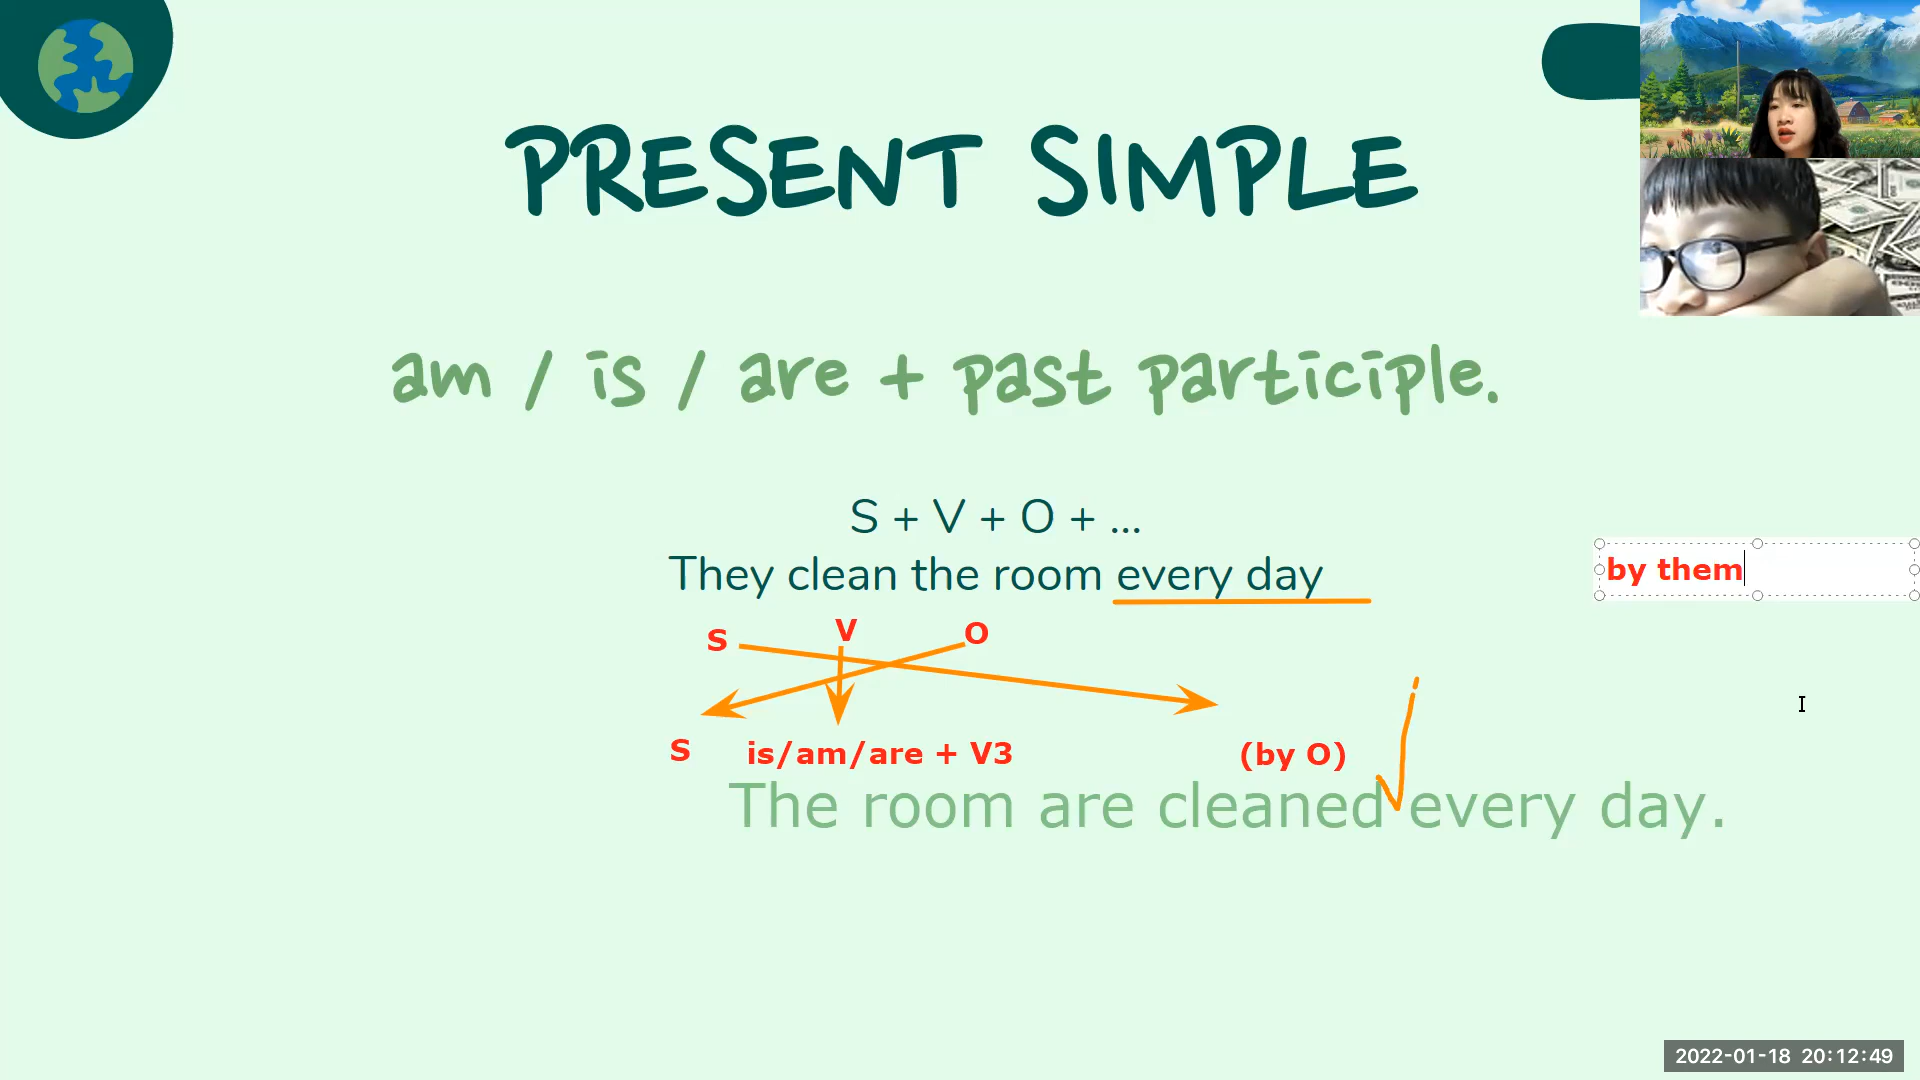 PRESENT SIMPLE
am / is / are + past participle.
S + V + O + ...
They clean the room every day
by them
S V O
S is/am/are + V3 (by O)
The room are cleaned every day.
2022-01-18 20:12:49